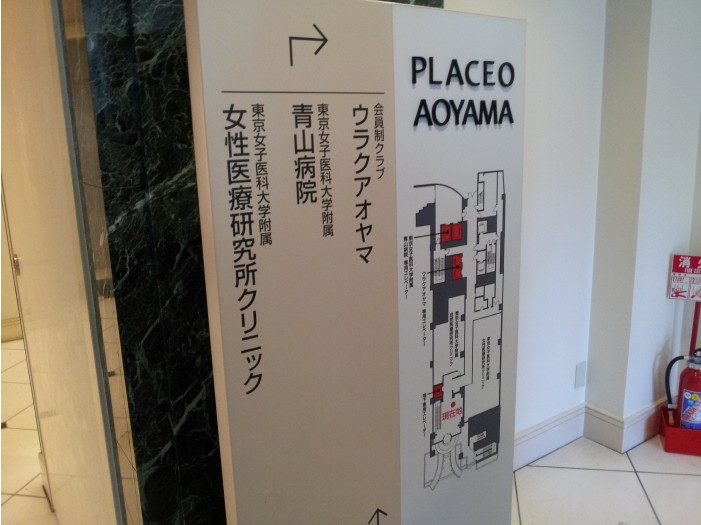 PLACEO
AOYAMA
会員制クラブ
ウラクアオヤマ
東京女子医科大学附属
青山病院
東京女子医科大学附属
女性医療研究所クリニック
現在地
消